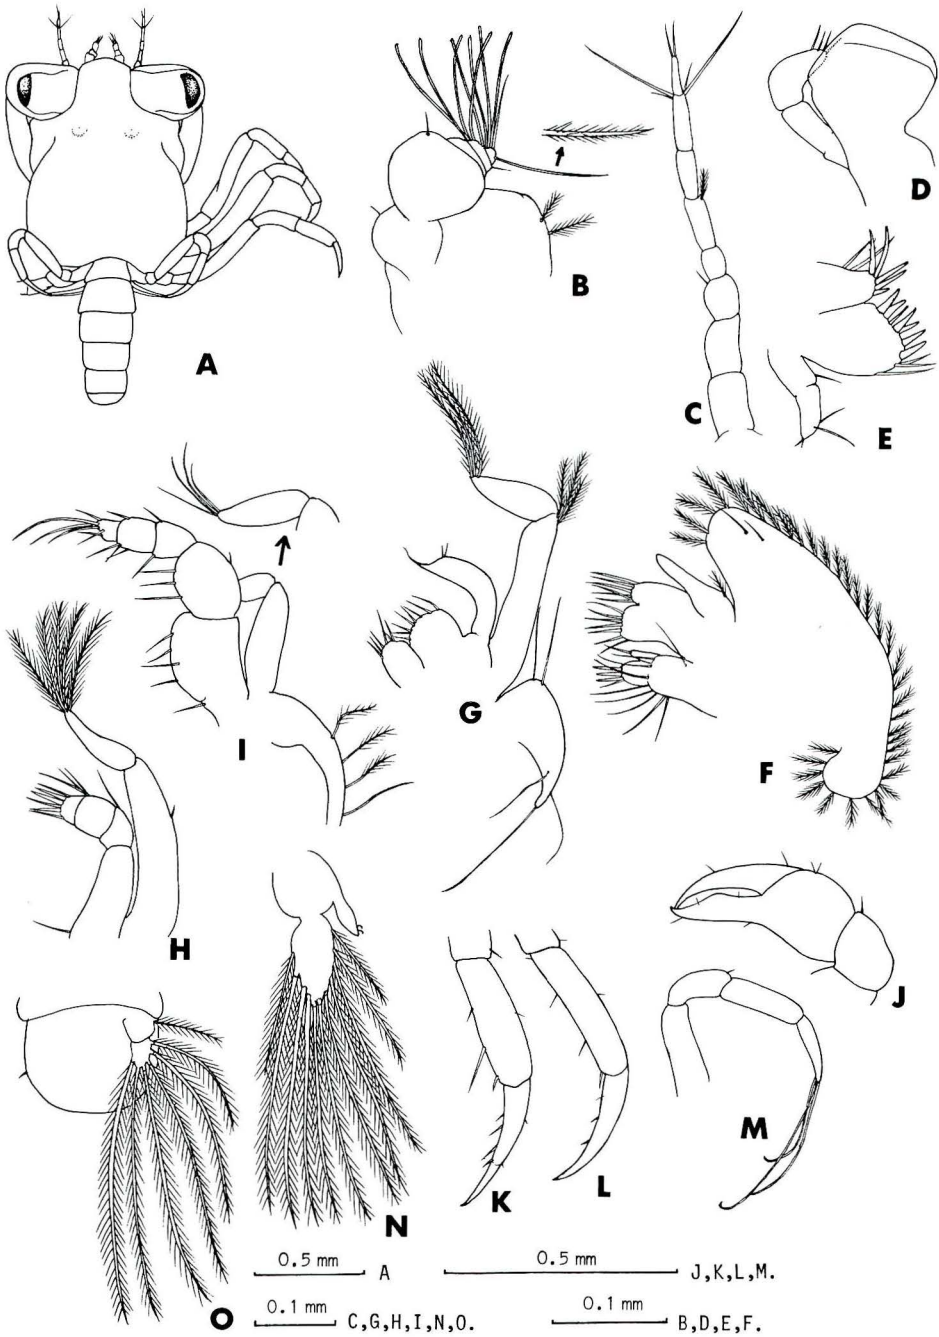 A
B
C
D
E
F
G
H
I
J
K
L
M
N
O
0.5 mm A
0.5 mm J,K,L,M.
0.1 mm C,G,H,I,N,O.
0.1 mm B,D,E,F.